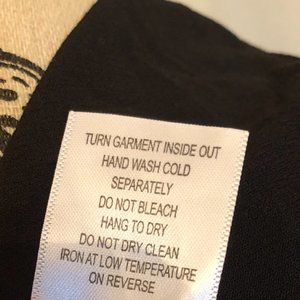 TURN GARMENT INSIDE OUT
HAND WASH COLD
SEPARATELY
DO NOT BLEACH
HANG TO DRY
DO NOT DRY CLEAN
IRON AT LOW TEMPERATURE
ON REVERSE